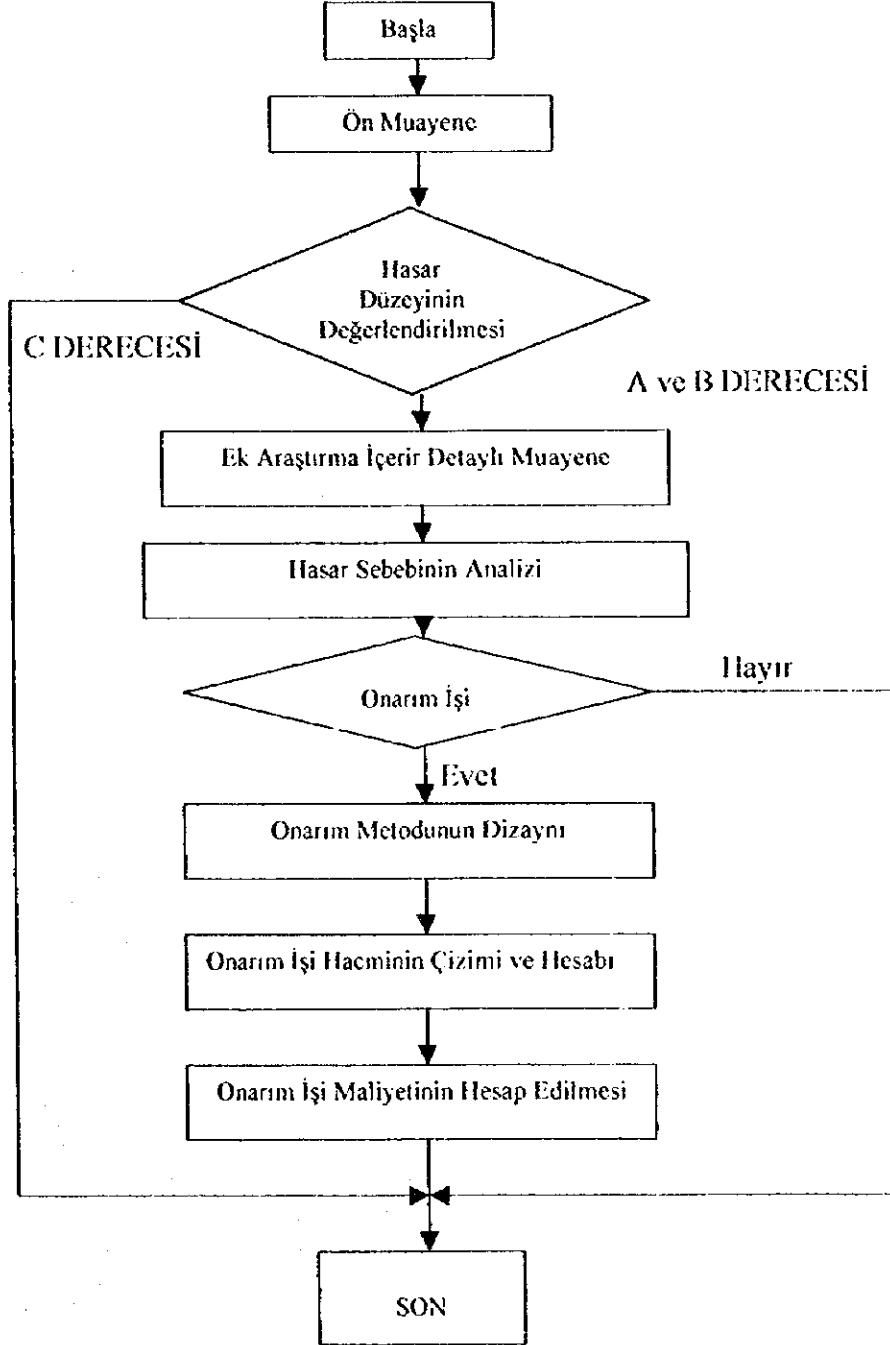 Başla
Ön Muayene
Hasar
Düzeyinin
Değerlendirilmesi
C DERECESİ
A ve B DERECESİ
Ek Araştırma İçerir Detaylı Muayene
Hasar Sebebinin Analizi
Hayır
Onarım İşi
Evet
Onarım Metodunun Dizaynı
Onarım İşi Hacminin Çizimi ve Hesabı
Onarım İşi Maliyetinin Hesap Edilmesi
SON